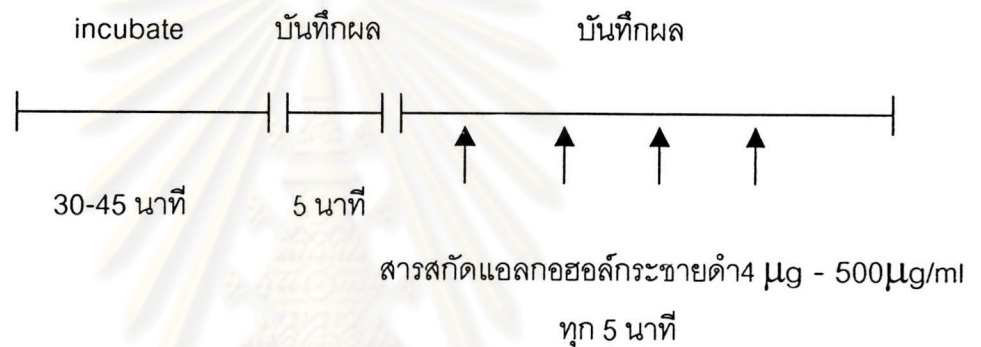 incubate บันทึกผล บันทึกผล
30-45 นาที 5 นาที
สารสกัดแอลกอฮอล์กระชายดำ4 µg - 500µg/ml
ทุก 5 นาที